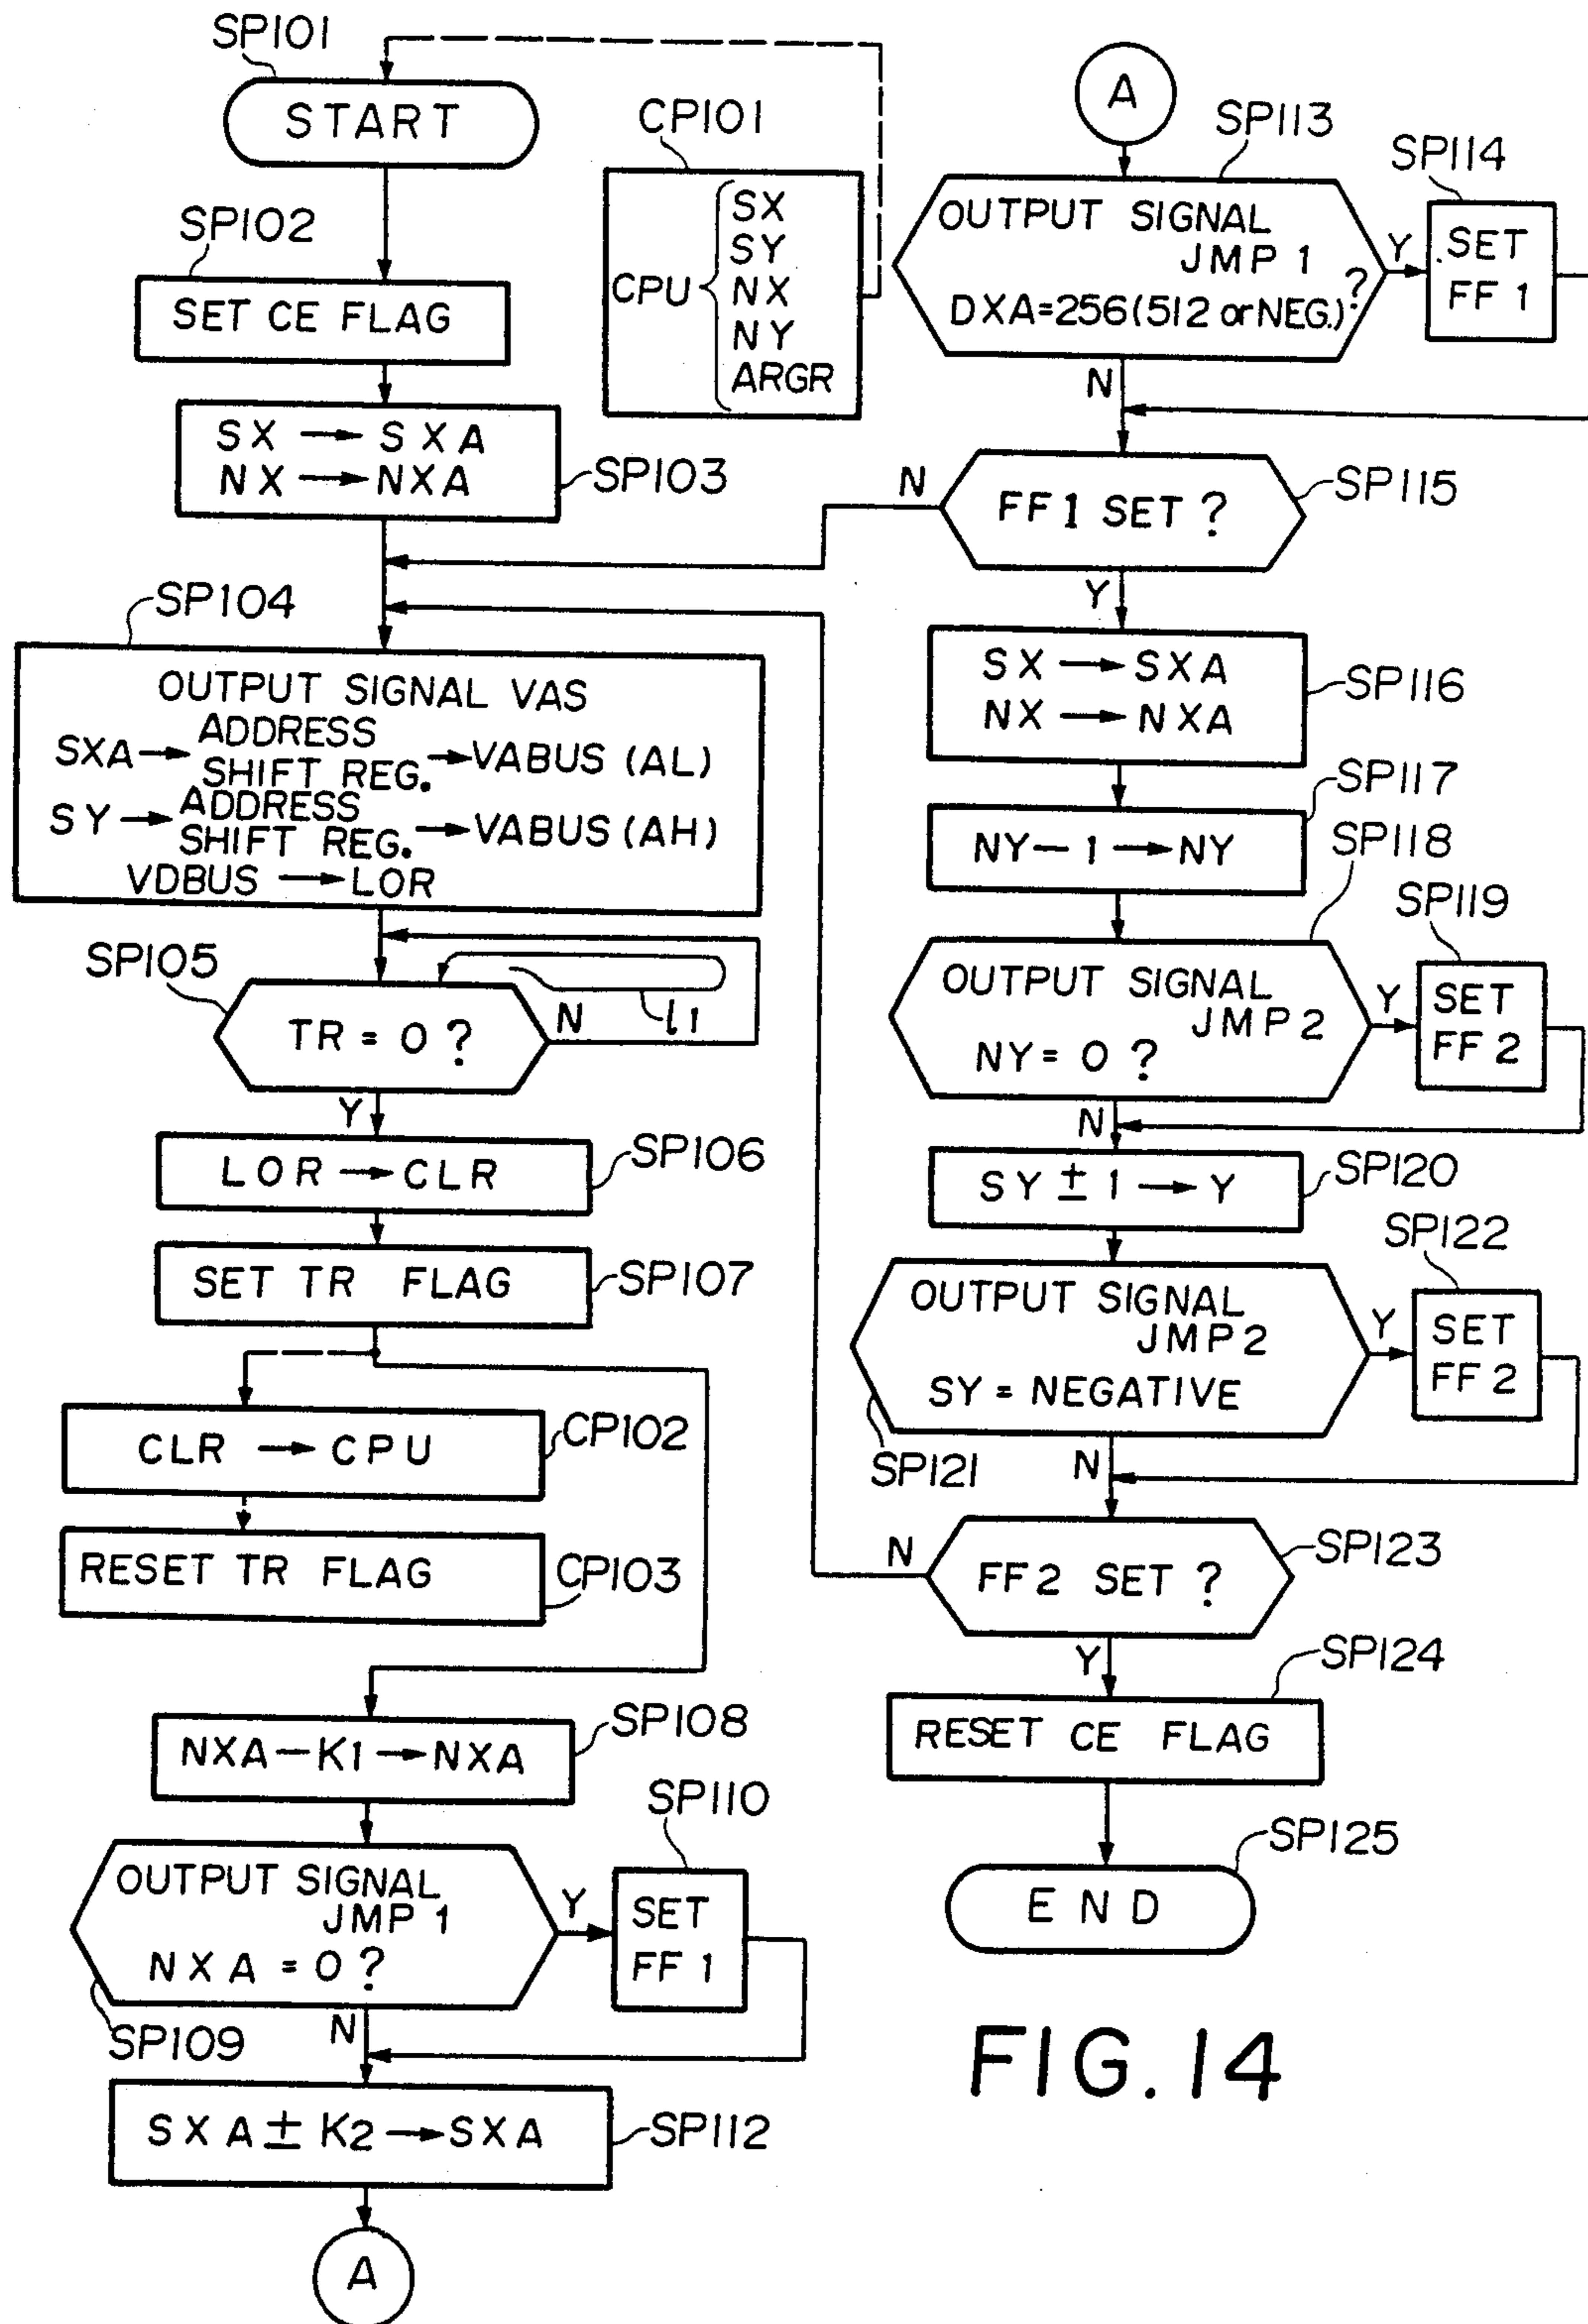 SP101
START
CP101
CPU
SX
SY
NX
NY
ARGR
SP102
SET CE FLAG
SX → SXA
NX → NXA
SP103
SP104
OUTPUT SIGNAL VAS
SXA → ADDRESS SHIFT REG. → VABUS (AL)
SY → ADDRESS SHIFT REG. → VABUS (AH)
VDBUS → LOR
SP105
TR = 0 ?
N
l1
Y
LOR → CLR
SP106
SET TR FLAG
SP107
CLR → CPU
CP102
RESET TR FLAG
CP103
NXA − K1 → NXA
SP108
OUTPUT SIGNAL
JMP 1
NXA = 0 ?
SP109
Y
SP110
SET
FF 1
N
SXA ± K2 → SXA
SP112
A
A
SP113
OUTPUT SIGNAL
JMP 1
DXA=256(512 or NEG.) ?
Y
SP114
SET
FF 1
N
FF1 SET ?
SP115
N
Y
SX → SXA
NX → NXA
SP116
SP117
NY − 1 → NY
SP118
OUTPUT SIGNAL
JMP 2
NY = 0 ?
Y
SP119
SET
FF 2
N
SY ± 1 → Y
SP120
OUTPUT SIGNAL
JMP 2
SY = NEGATIVE
SP121
Y
SP122
SET
FF 2
N
FF2 SET ?
SP123
N
Y
SP124
RESET CE FLAG
SP125
END
FIG. 14